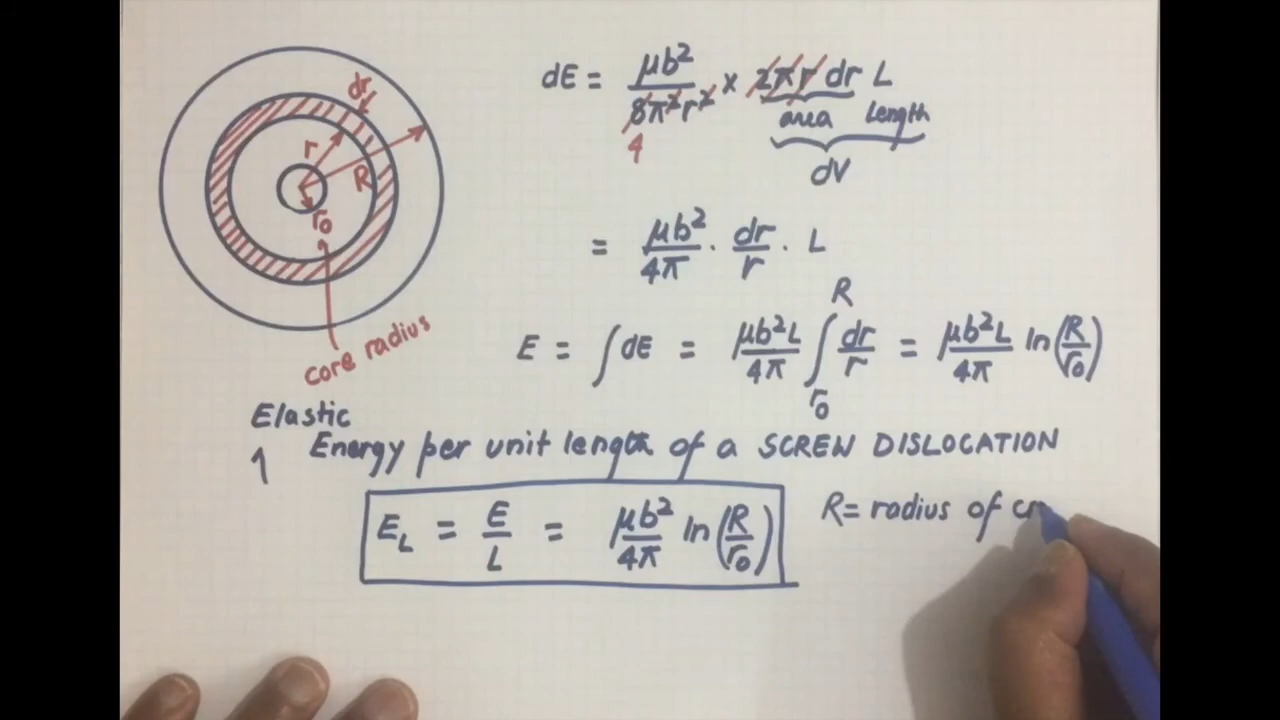 dr
r
R
r₀
core radius
dE = μb² / 8π²r² × 2πr dr L
4
area length
dV
= μb²/4π · dr/r · L
E = ∫dE = μb²L/4π ∫_{r₀}^{R} dr/r = μb²L/4π ln(R/r₀)
Elastic
Energy per unit length of a SCREW DISLOCATION
E_L = E/L = μb²/4π ln(R/r₀)
R = radius of